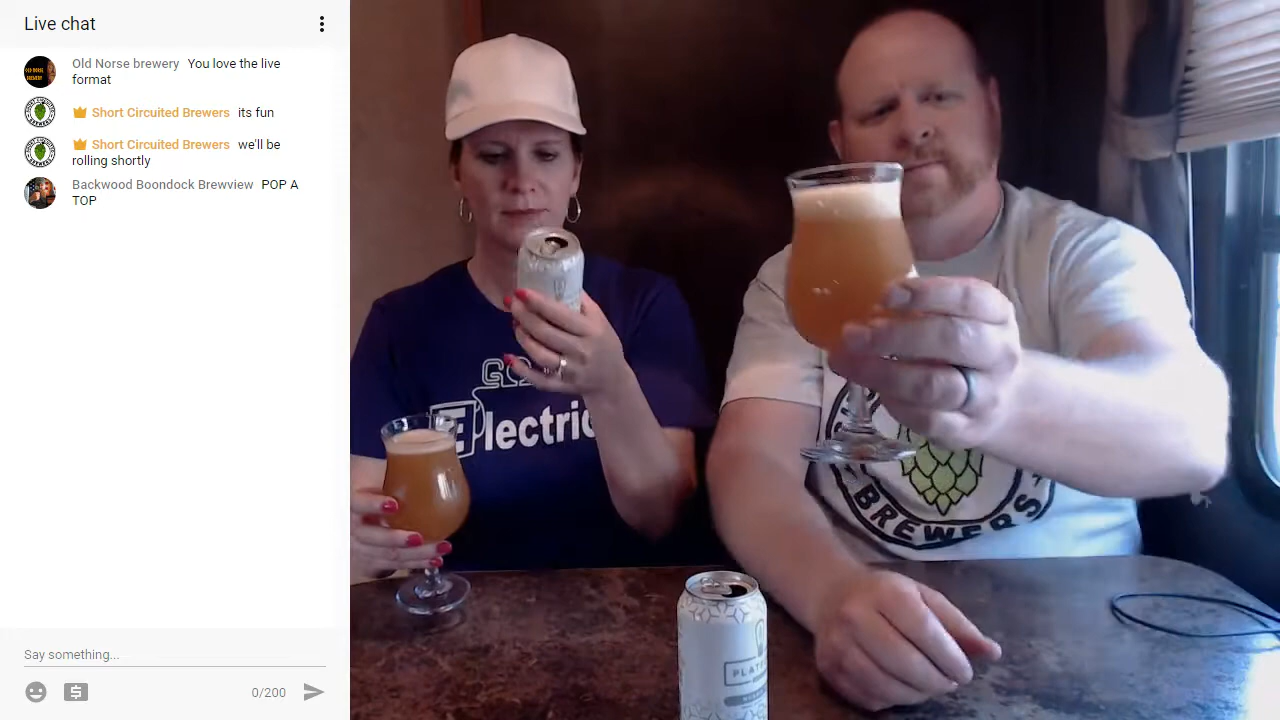 Live chat
Old Norse brewery You love the live
format
Short Circuited Brewers its fun
Short Circuited Brewers we'll be
rolling shortly
Backwood Boondock Brewview POP A
TOP
Say something...
0/200
Electric
BREWERS